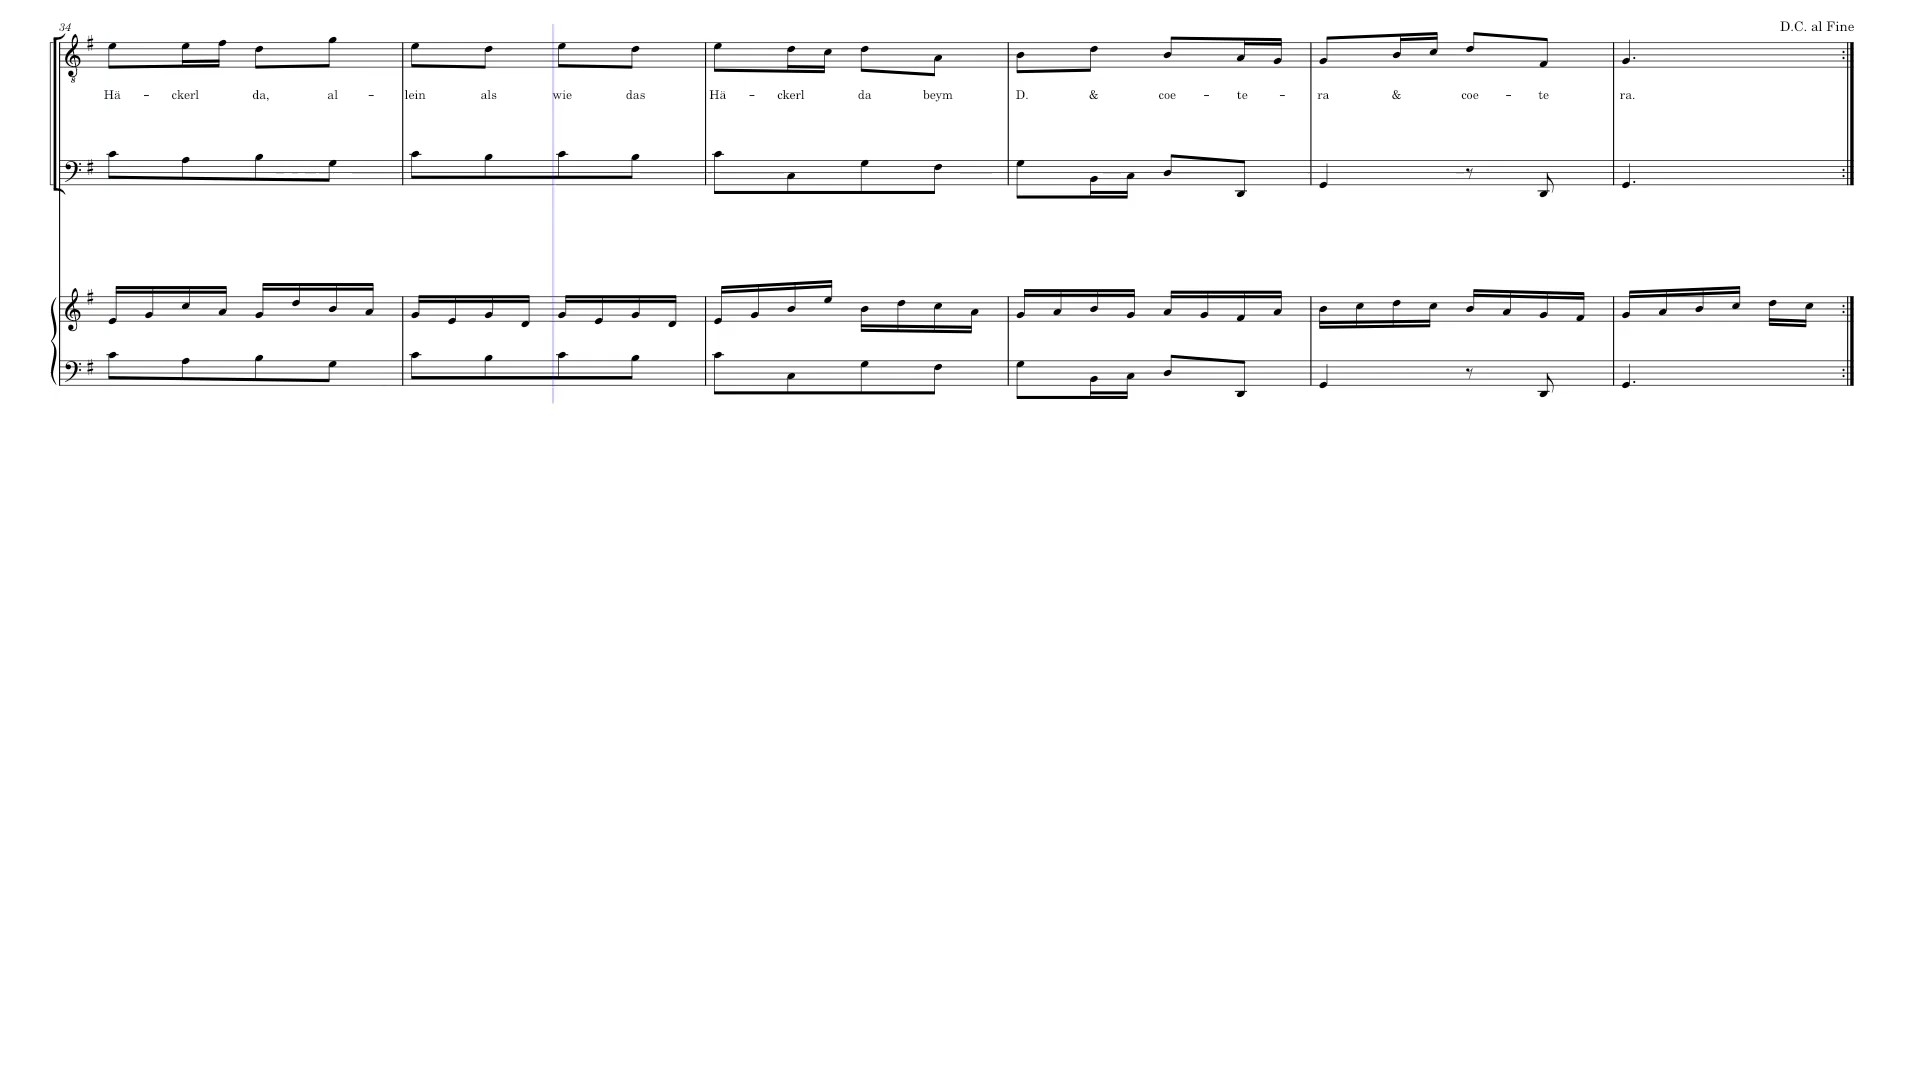 34
D.C. al Fine
Hä - ckerl da, al - lein als wie das Hä - ckerl da beym D. & coe - te - ra & coe - te ra.